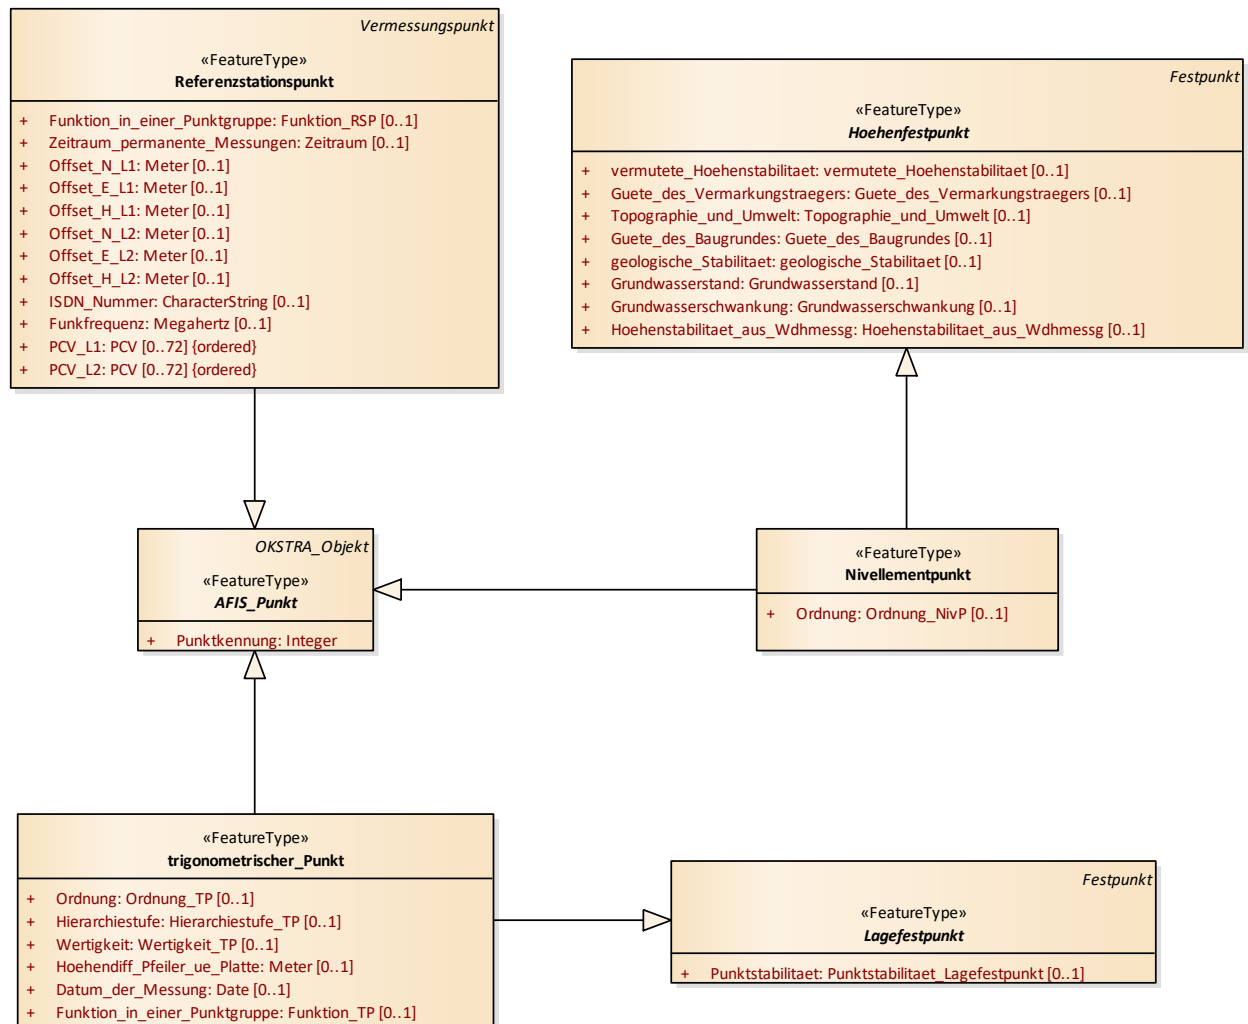 Vermessungspunkt
«FeatureType»
Referenzstationspunkt
+ Funktion_in_einer_Punktgruppe: Funktion_RSP [0..1]
+ Zeitraum_permanente_Messungen: Zeitraum [0..1]
+ Offset_N_L1: Meter [0..1]
+ Offset_E_L1: Meter [0..1]
+ Offset_H_L1: Meter [0..1]
+ Offset_N_L2: Meter [0..1]
+ Offset_E_L2: Meter [0..1]
+ Offset_H_L2: Meter [0..1]
+ ISDN_Nummer: CharacterString [0..1]
+ Funkfrequenz: Megahertz [0..1]
+ PCV_L1: PCV [0..72] {ordered}
+ PCV_L2: PCV [0..72] {ordered}
Festpunkt
«FeatureType»
Hoehenfestpunkt
+ vermutete_Hoehenstabilitaet: vermutete_Hoehenstabilitaet [0..1]
+ Guete_des_Vermarkungstraegers: Guete_des_Vermarkungstraegers [0..1]
+ Topographie_und_Umwelt: Topographie_und_Umwelt [0..1]
+ Guete_des_Baugrundes: Guete_des_Baugrundes [0..1]
+ geologische_Stabilitaet: geologische_Stabilitaet [0..1]
+ Grundwasserstand: Grundwasserstand [0..1]
+ Grundwasserschwankung: Grundwasserschwankung [0..1]
+ Hoehenstabilitaet_aus_Wdhmessg: Hoehenstabilitaet_aus_Wdhmessg [0..1]
OKSTRA_Objekt
«FeatureType»
AFIS_Punkt
+ Punktkennung: Integer
«FeatureType»
Nivellementpunkt
+ Ordnung: Ordnung_NivP [0..1]
«FeatureType»
trigonometrischer_Punkt
+ Ordnung: Ordnung_TP [0..1]
+ Hierarchiestufe: Hierarchiestufe_TP [0..1]
+ Wertigkeit: Wertigkeit_TP [0..1]
+ Hoehendiff_Pfeiler_ue_Platte: Meter [0..1]
+ Datum_der_Messung: Date [0..1]
+ Funktion_in_einer_Punktgruppe: Funktion_TP [0..1]
Festpunkt
«FeatureType»
Lagefestpunkt
+ Punktstabilitaet: Punktstabilitaet_Lagefestpunkt [0..1]